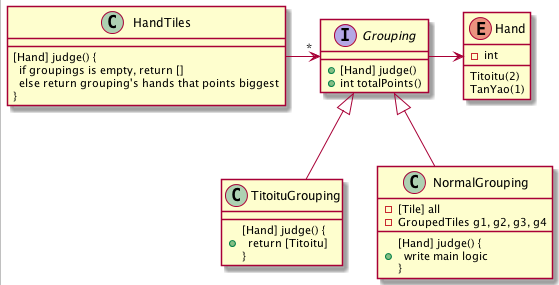 C HandTiles
[Hand] judge() {
if groupings is empty, return []
else return grouping's hands that points biggest
}
*
I Grouping
[Hand] judge()
int totalPoints()
E Hand
int
Titoitu(2)
TanYao(1)
C TitoituGrouping
[Hand] judge() {
return [Titoitu]
}
C NormalGrouping
[Tile] all
GroupedTiles g1, g2, g3, g4
[Hand] judge() {
write main logic
}